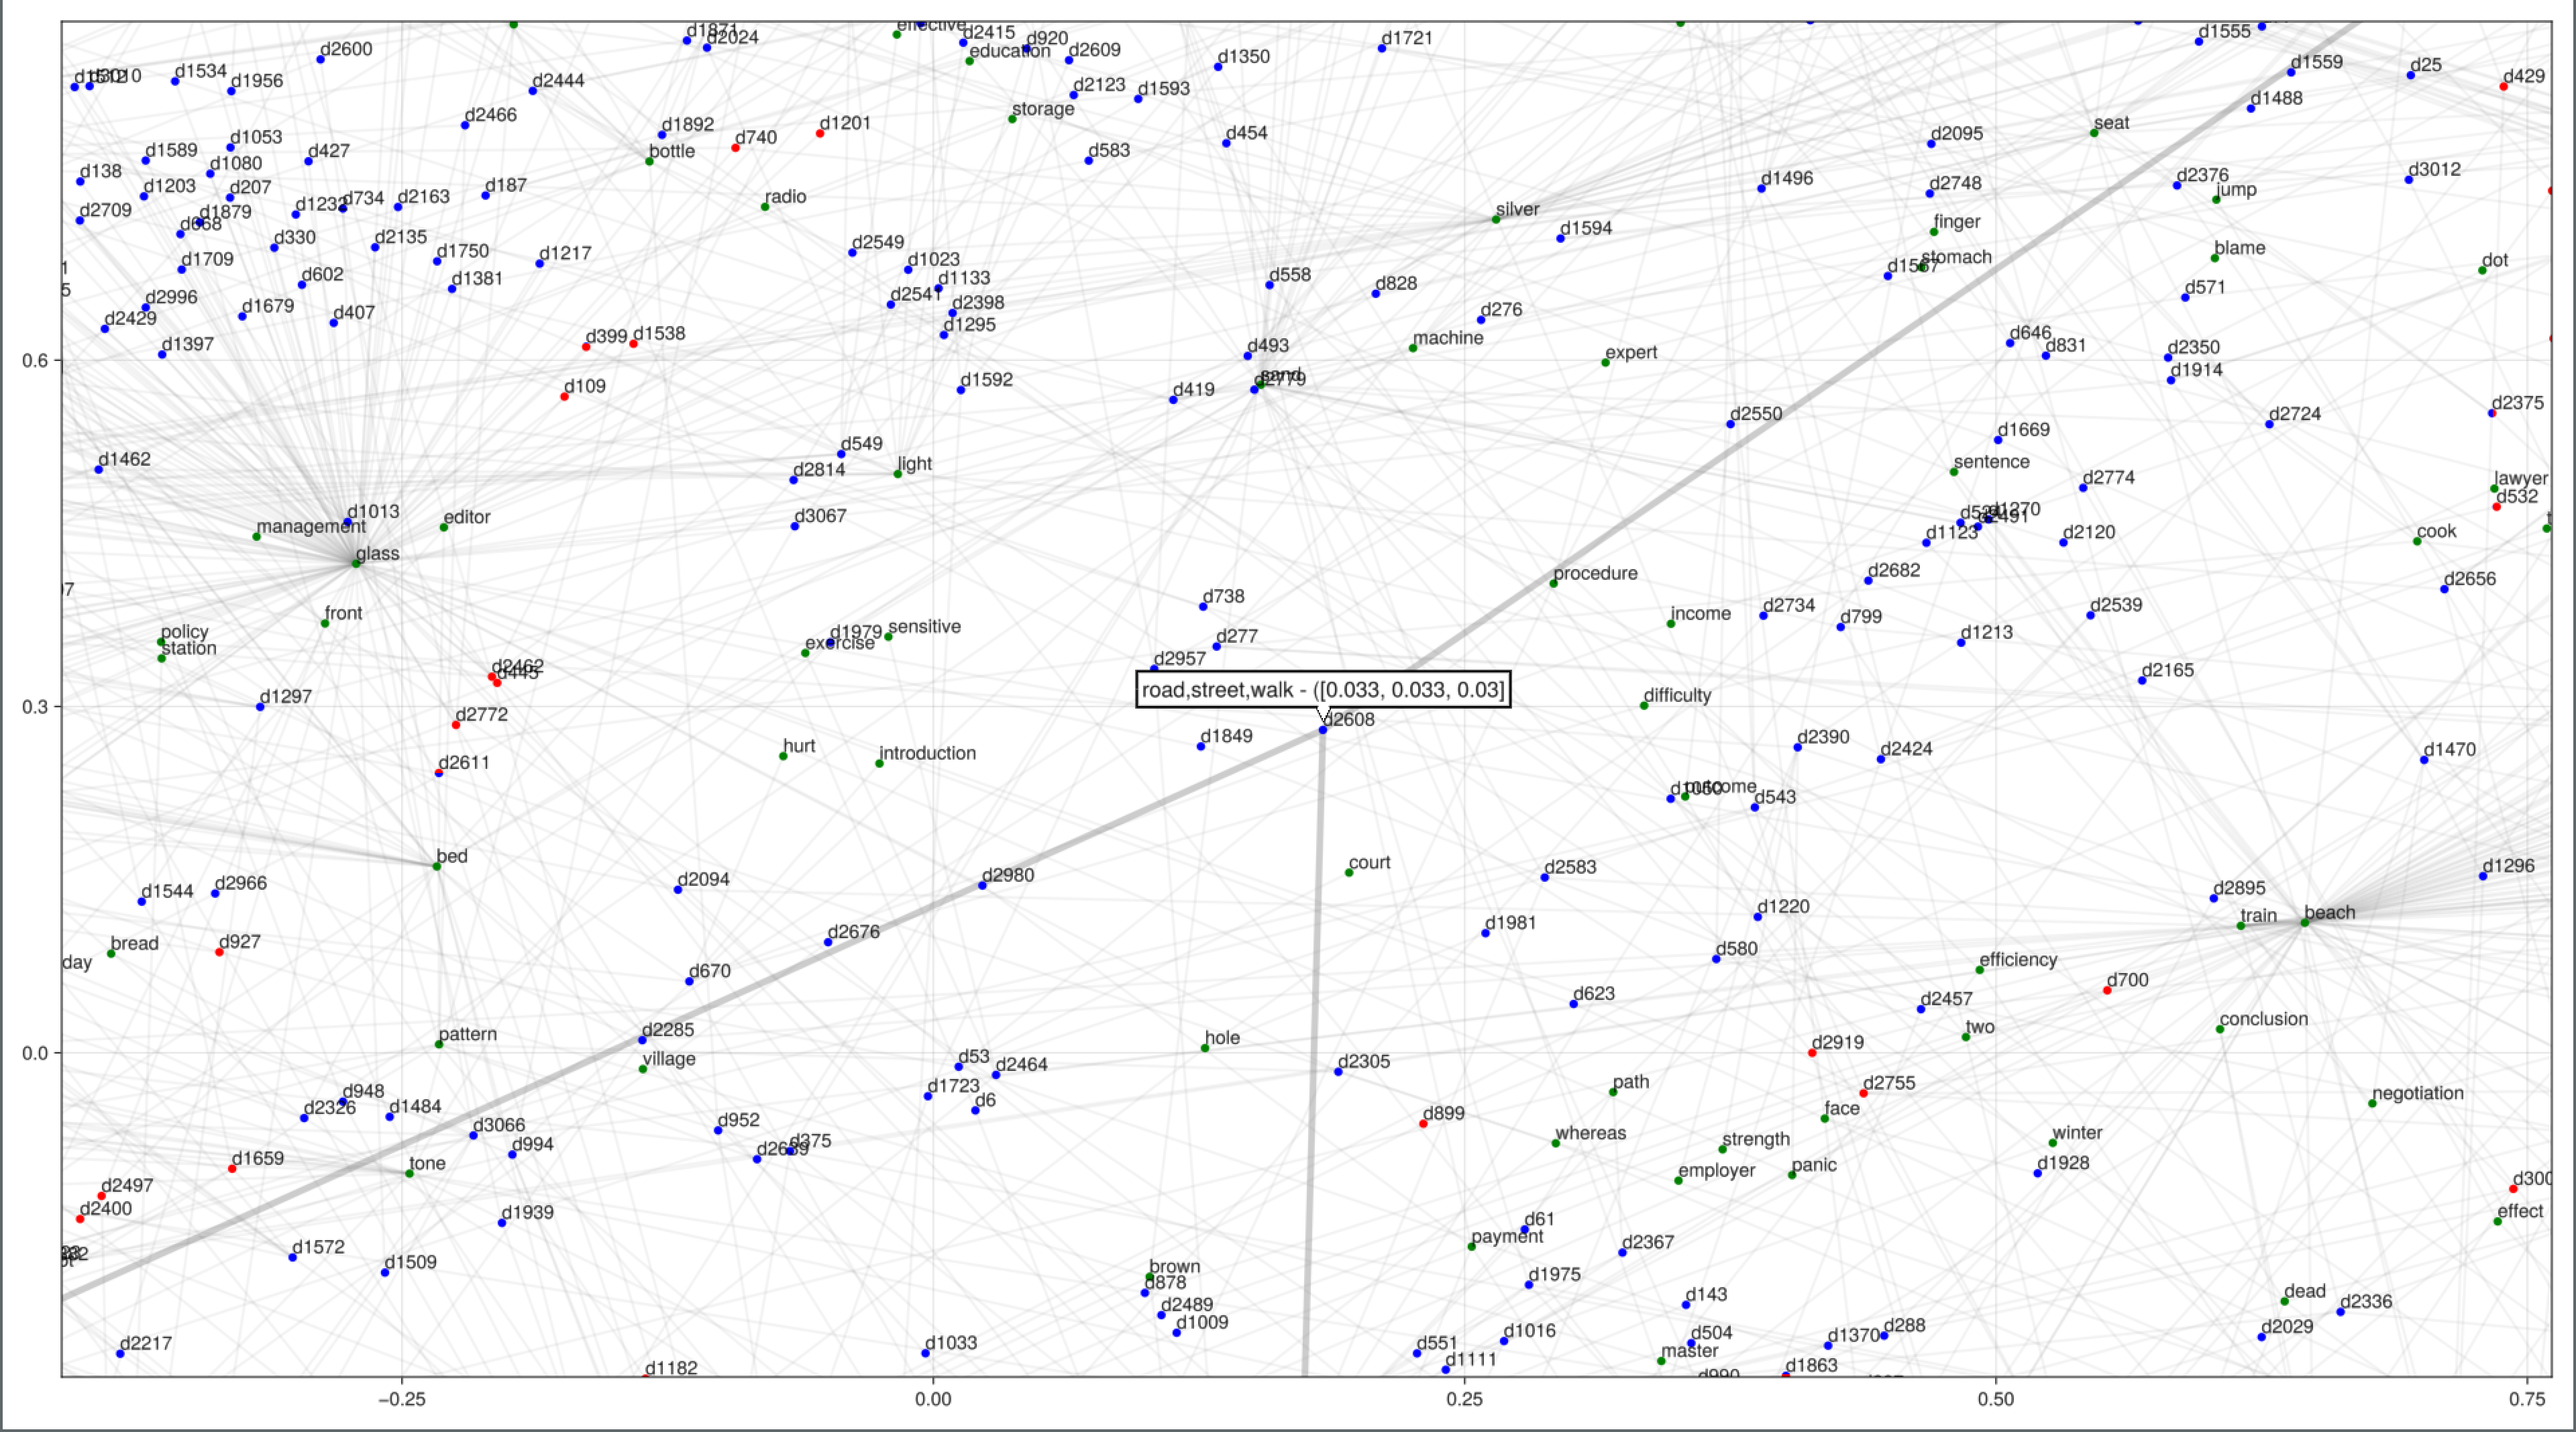 effective
d1871
d2024
d2415
d920
education
d2609
d1350
d1721
d1555
d1559
d25
d429
d2600
d1534
d1956
d2444
d2123
d1593
d1488
d2466
storage
d1053
d1892
d740
d1201
d454
d2095
seat
d1589
d1080
d427
bottle
d583
d138
d1203
d207
d187
radio
d1496
d2748
d2376
jump
d3012
d2709
d1879
d734
d2163
d668
silver
finger
d330
d2135
d1750
d1217
d2549
d1594
stomach
blame
dot
d1709
d602
d1381
d1023
d1133
d558
d828
d571
d2996
d1679
d407
d2541
d2398
d276
d2429
d1295
d1397
d399
d1538
d493
machine
expert
d646
d831
d2350
0.6
d109
d1592
d419
sand
d2779
d1914
d2550
d2724
d2375
d1462
d549
light
d2814
d1669
sentence
d2774
lawyer
d532
d1013
management
editor
d3067
d1270
d2491
d1123
d2120
cook
glass
procedure
d2682
d2656
front
d738
income
d2734
d799
d2539
policy
station
d1979
exercise
sensitive
d277
d1213
d2462
d445
d2957
d2165
road,street,walk - ([0.033, 0.033, 0.03]
0.3
d1297
d2772
difficulty
d2608
hurt
introduction
d1849
d2390
d2424
d1470
d2611
outcome
d543
bed
d2094
d2980
court
d2583
d1296
d1544
d2966
d2895
beach
train
bread
d927
d2676
d1981
d1220
day
d670
d580
efficiency
d700
d623
d2457
conclusion
pattern
d2285
two
0.0
village
hole
d2919
d53
d2464
d2305
d948
d2326
d1484
d1723
d6
path
d2755
negotiation
d3066
d994
d952
d375
d899
whereas
face
strength
winter
d1659
tone
employer
panic
d1928
d2497
d2400
d1939
d61
effect
d1572
d1509
payment
d2367
brown
d878
d1975
d2489
d1009
d143
dead
d2336
d2217
d1033
d551
d1111
d1016
d504
master
d1370
d288
d2029
d1182
d1863
−0.25
0.00
0.25
0.50
0.75